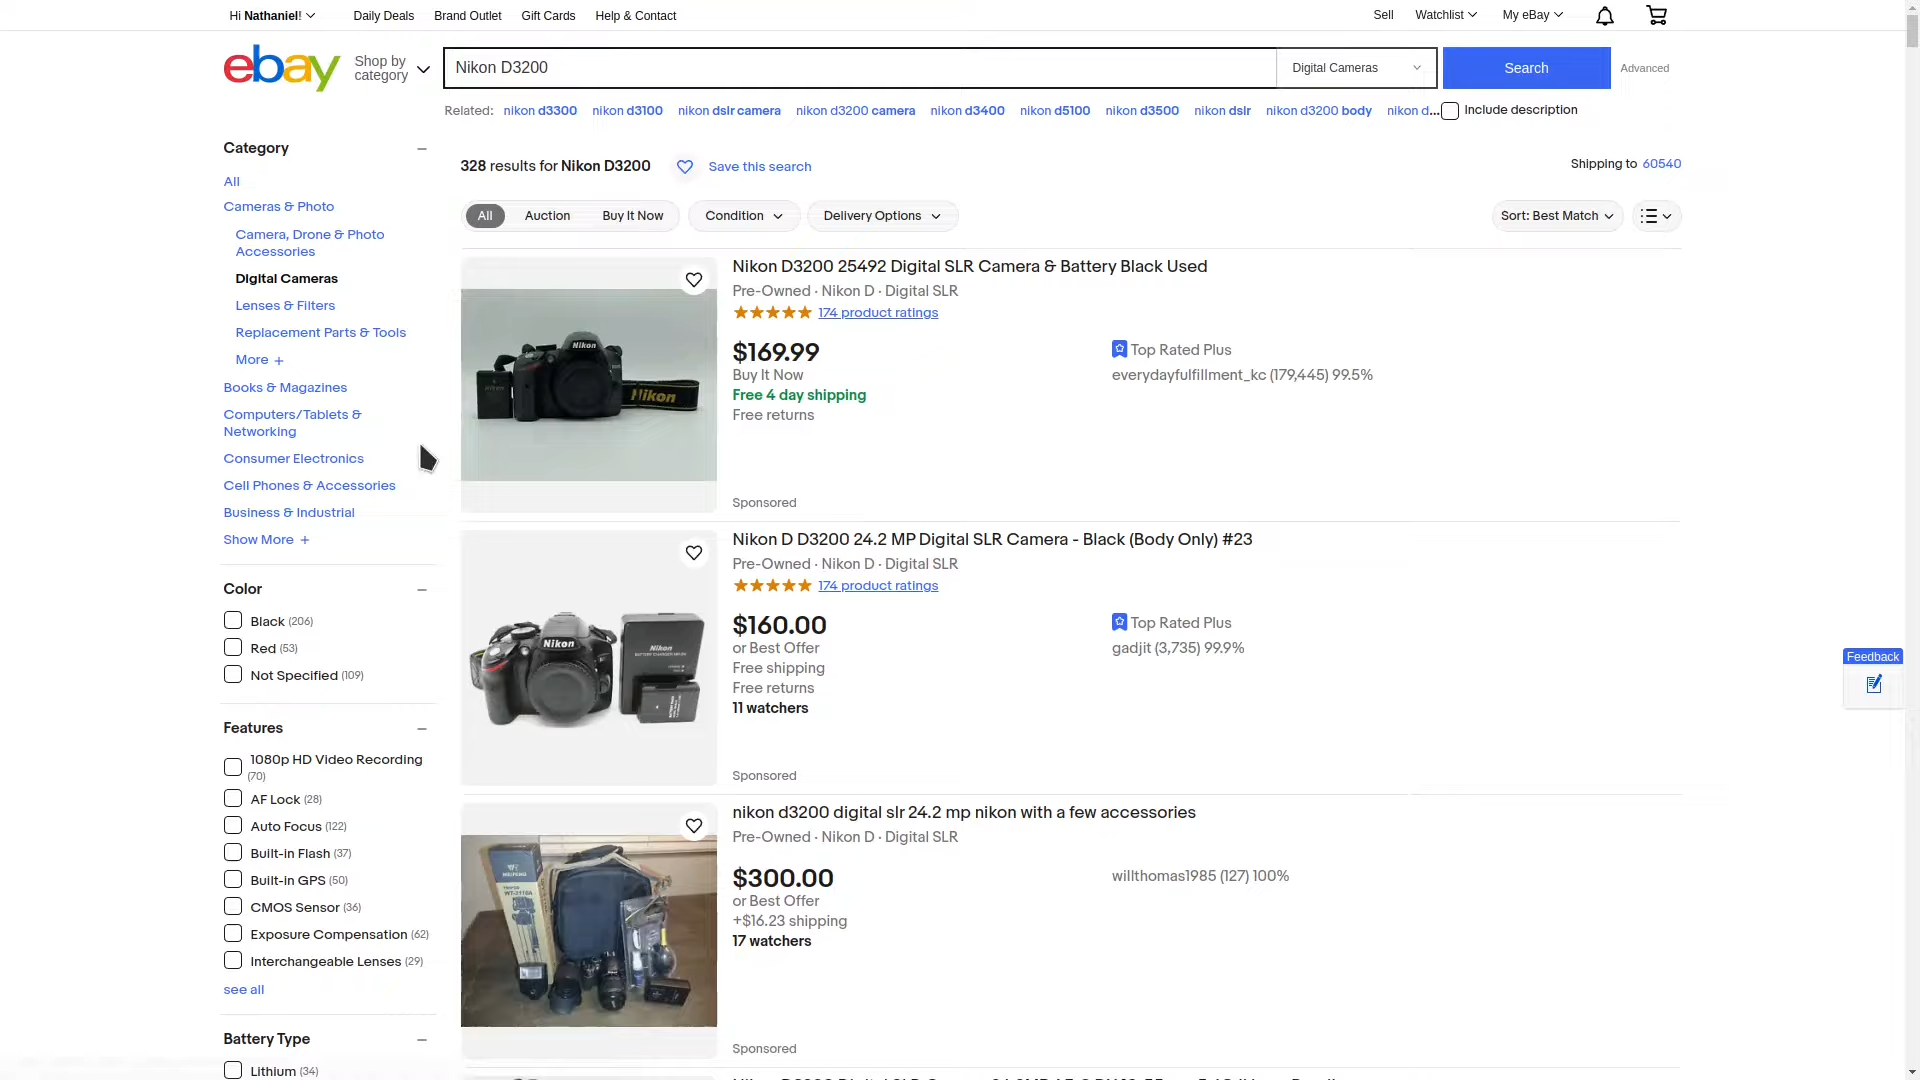 Hi Nathaniel!
Daily Deals
Brand Outlet
Gift Cards
Help & Contact
Sell
Watchlist
My eBay
ebay
Shop by
category
Nikon D3200
Digital Cameras
Search
Advanced
Related: nikon d3300 nikon d3100 nikon dslr camera nikon d3200 camera nikon d3400 nikon d5100 nikon d3500 nikon dslr nikon d3200 body nikon d...
Include description
Category
All
Cameras & Photo
Camera, Drone & Photo
Accessories
Digital Cameras
Lenses & Filters
Replacement Parts & Tools
More
Books & Magazines
Computers/Tablets &
Networking
Consumer Electronics
Cell Phones & Accessories
Business & Industrial
Show More
Color
Black (206)
Red (53)
Not Specified (109)
Features
1080p HD Video Recording
(70)
AF Lock (28)
Auto Focus (122)
Built-in Flash (37)
Built-in GPS (50)
CMOS Sensor (36)
Exposure Compensation (62)
Interchangeable Lenses (29)
see all
Battery Type
Lithium (34)
328 results for Nikon D3200
Save this search
Shipping to 60540
All
Auction
Buy It Now
Condition
Delivery Options
Sort: Best Match
Nikon
Nikon
Nikon D3200 25492 Digital SLR Camera & Battery Black Used
Pre-Owned · Nikon D · Digital SLR
174 product ratings
$169.99
Buy It Now
Free 4 day shipping
Free returns
Top Rated Plus
everydayfulfillment_kc (179,445) 99.5%
Sponsored
Nikon
Nikon
Nikon D D3200 24.2 MP Digital SLR Camera - Black (Body Only) #23
Pre-Owned · Nikon D · Digital SLR
174 product ratings
$160.00
or Best Offer
Free shipping
Free returns
11 watchers
Top Rated Plus
gadjit (3,735) 99.9%
Sponsored
nikon d3200 digital slr 24.2 mp nikon with a few accessories
Pre-Owned · Nikon D · Digital SLR
$300.00
or Best Offer
+$16.23 shipping
17 watchers
willthomas1985 (127) 100%
Sponsored
Feedback